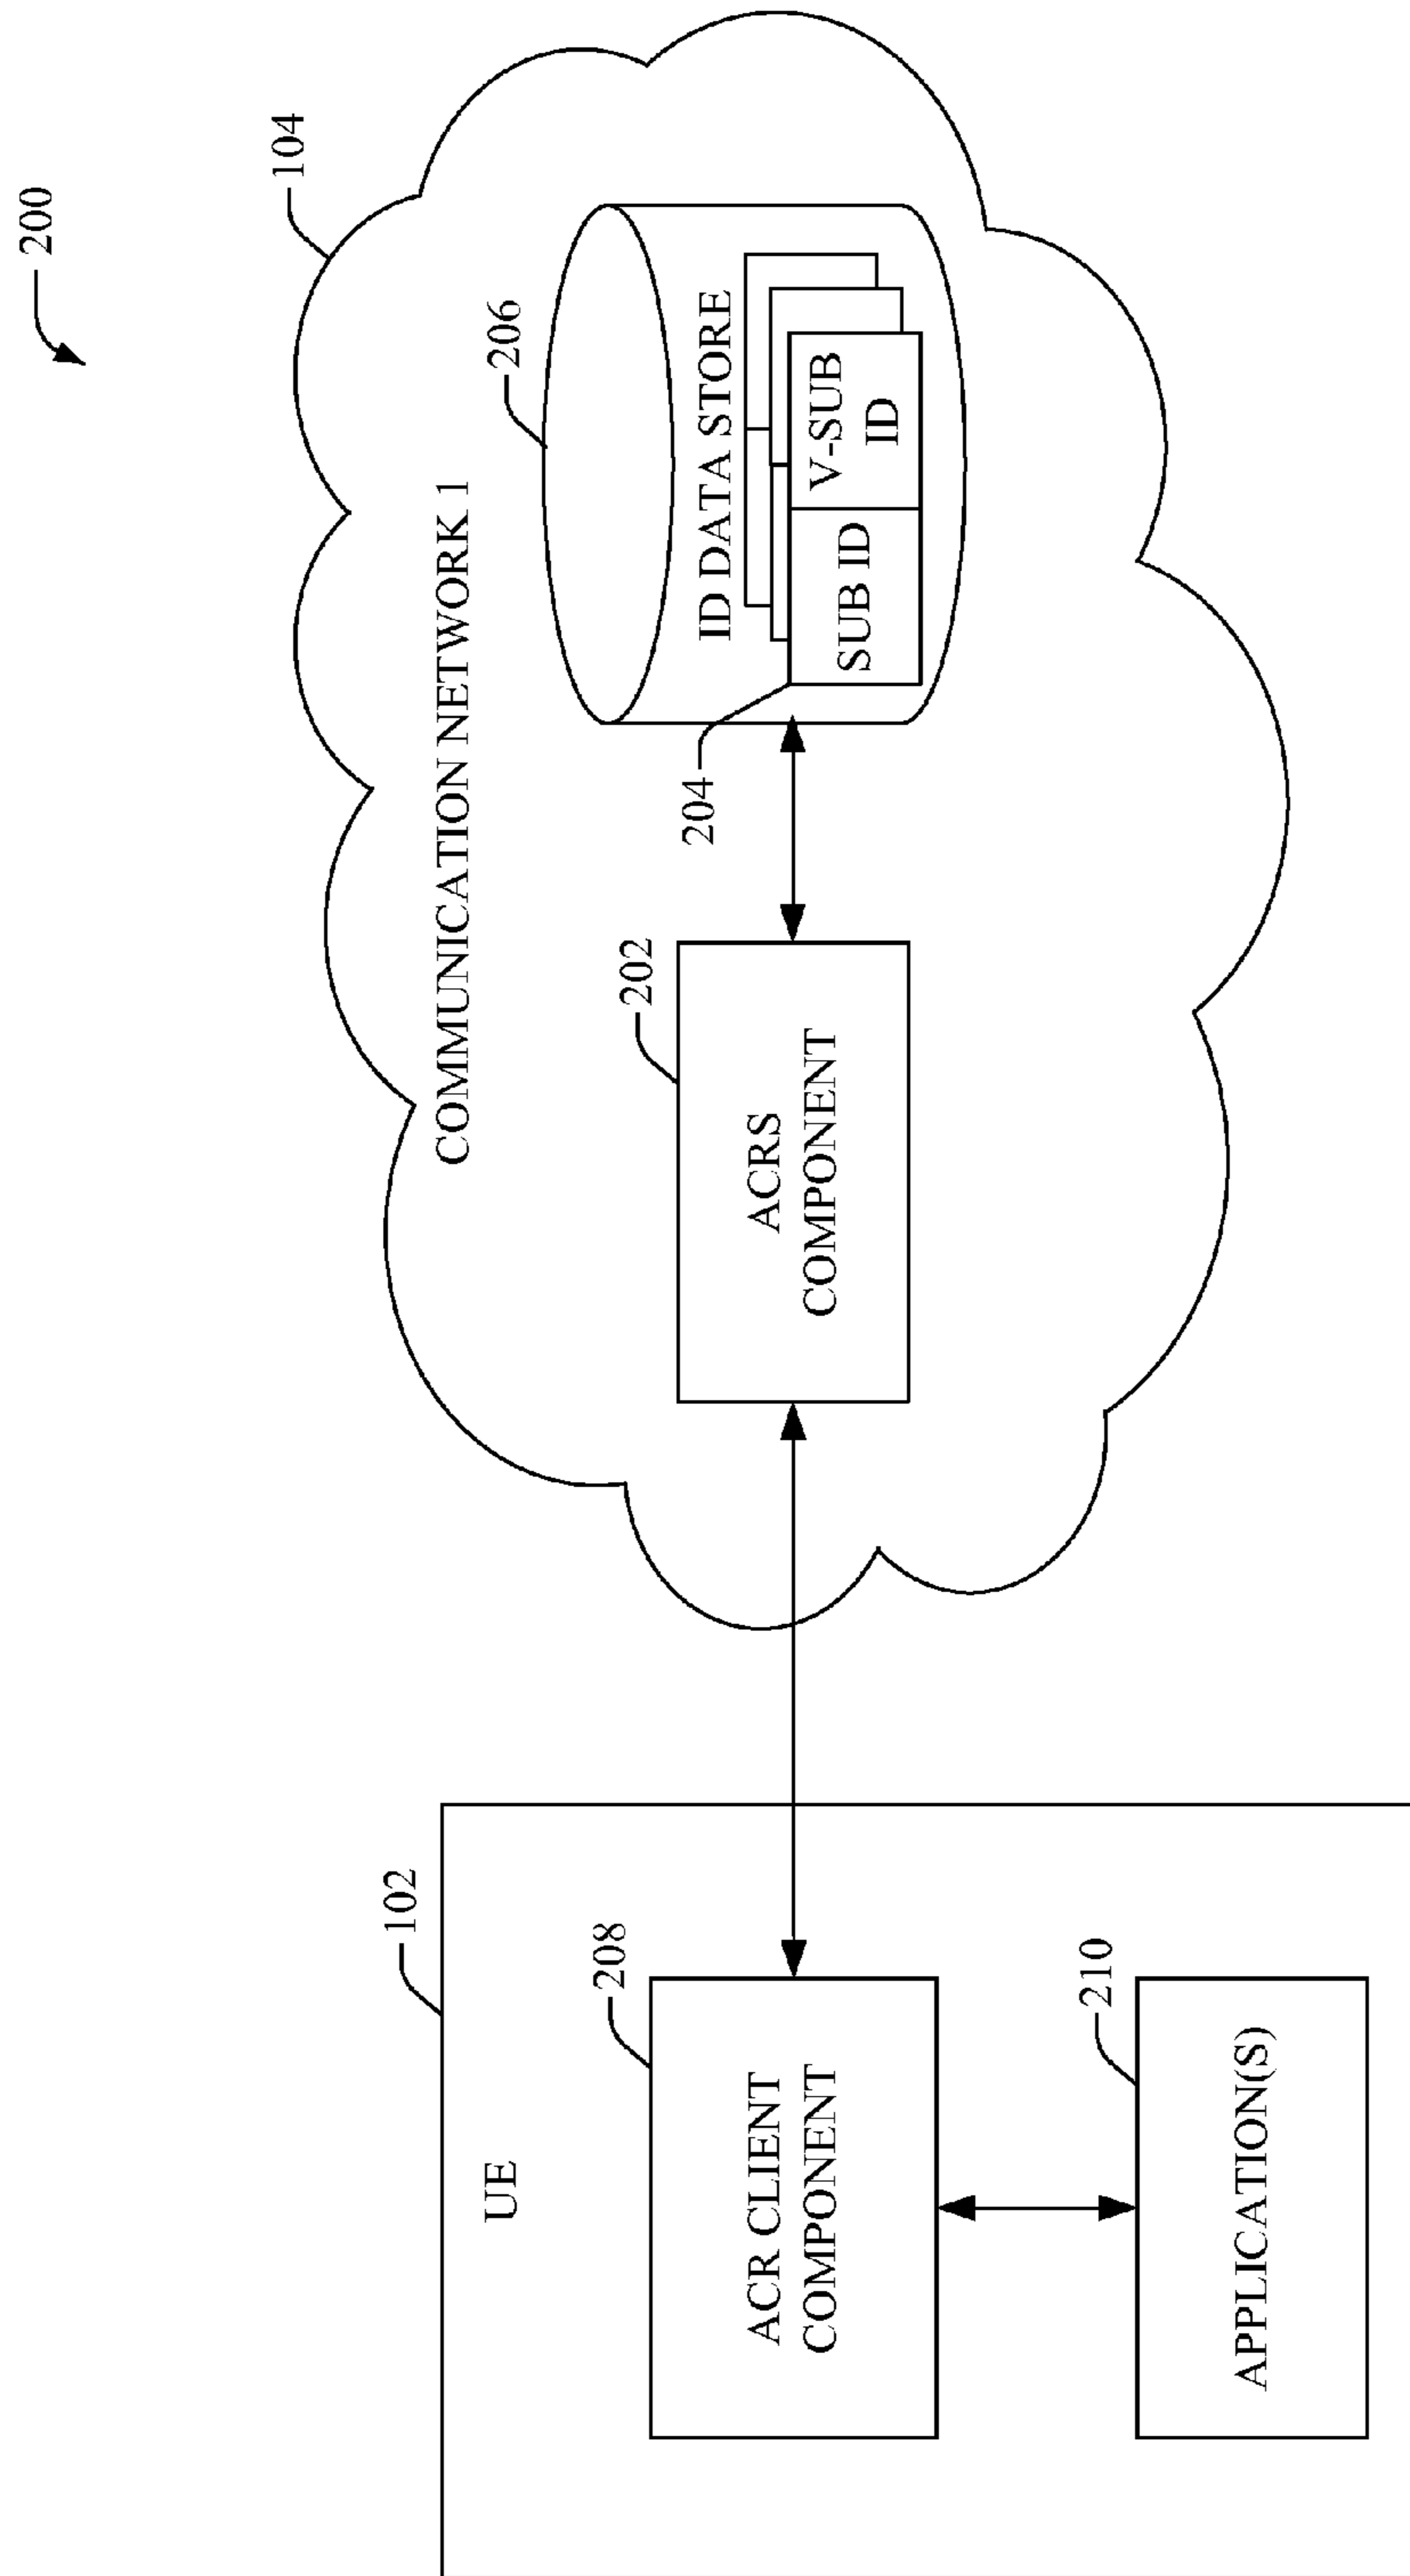 200
104
COMMUNICATION NETWORK 1
206
ID DATA STORE
204
SUB ID
V-SUB
ID
202
ACRS
COMPONENT
102
UE
208
ACR CLIENT
COMPONENT
210
APPLICATION(S)